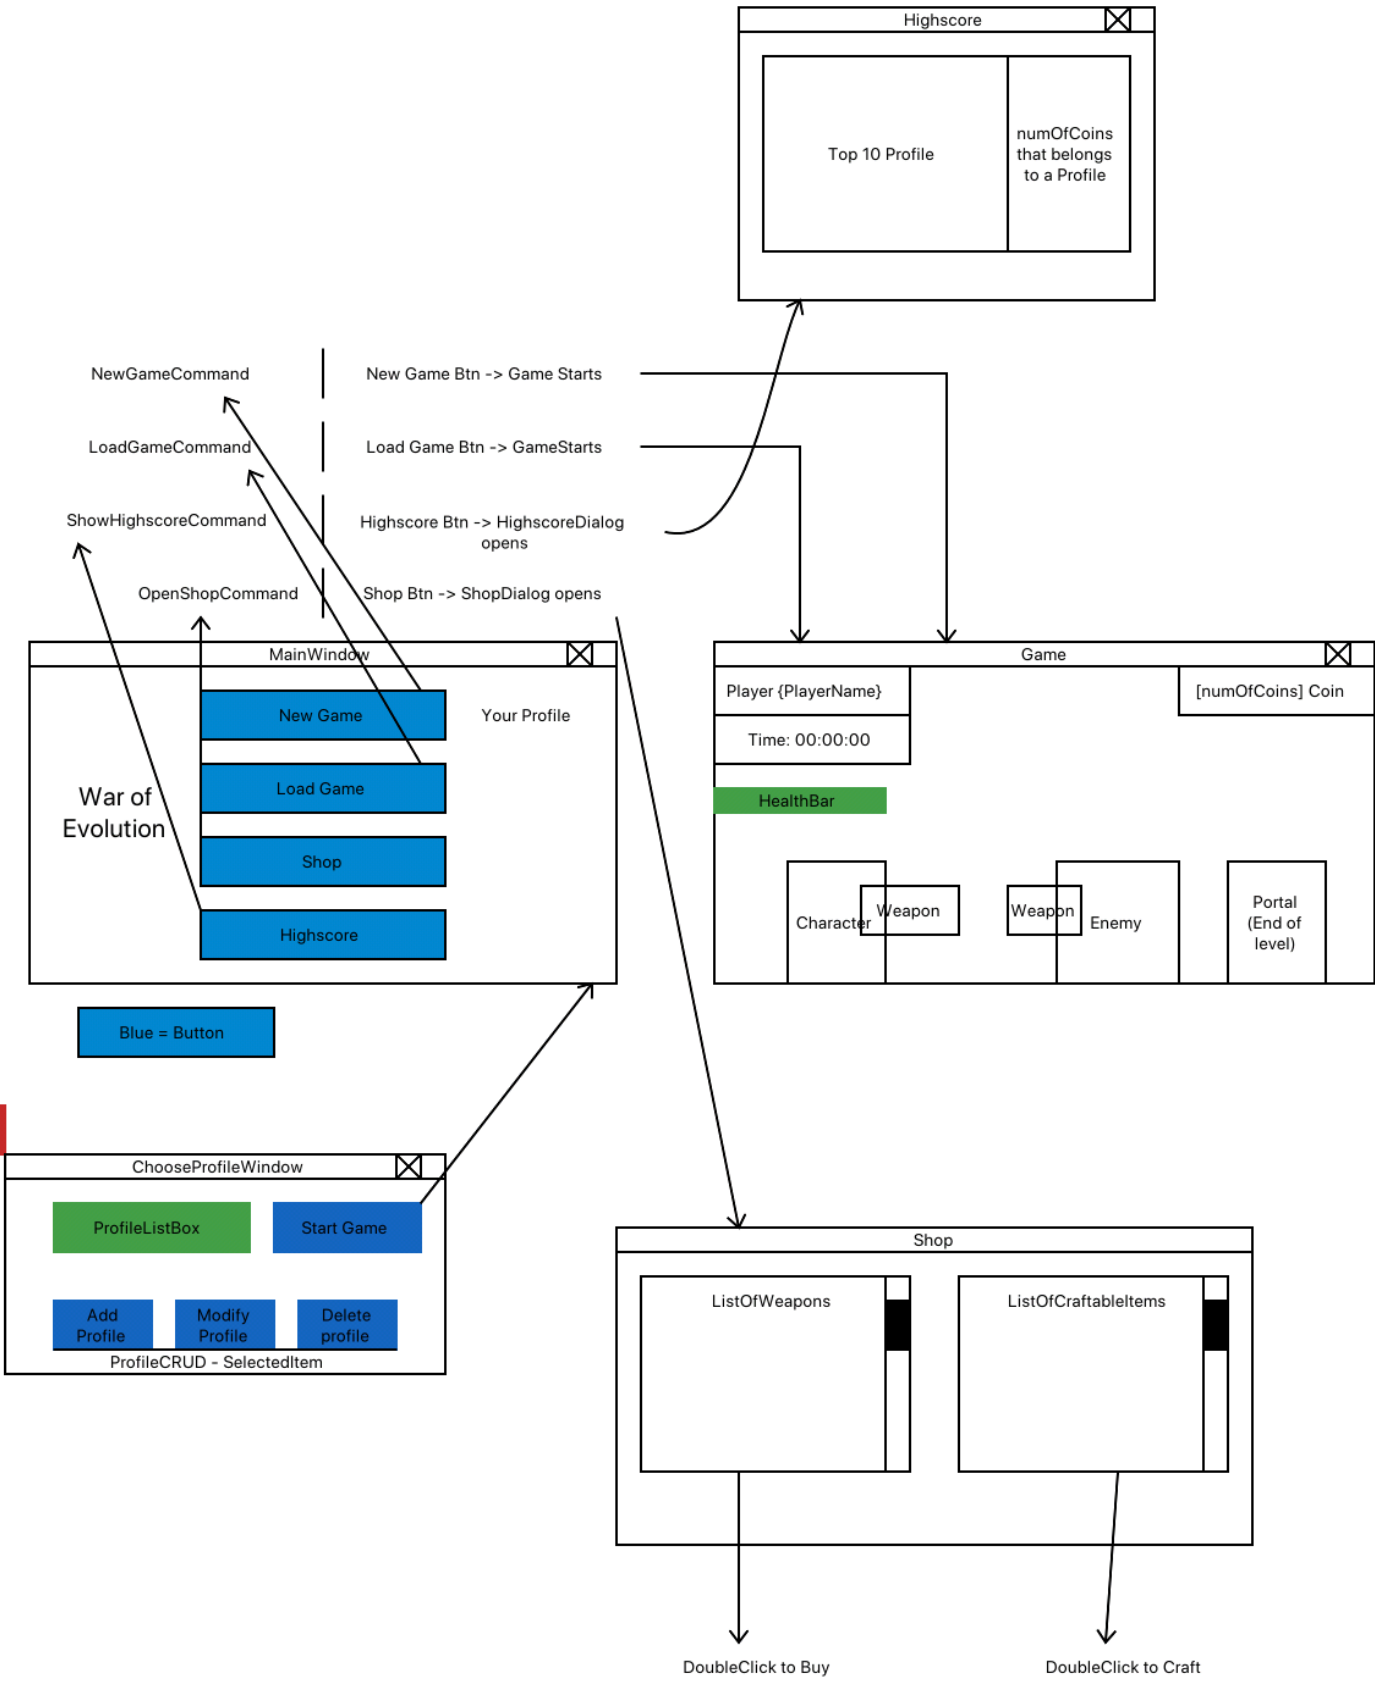 Highscore
Top 10 Profile
numOfCoins
that belongs
to a Profile
NewGameCommand
New Game Btn -> Game Starts
LoadGameCommand
Load Game Btn -> GameStarts
ShowHighscoreCommand
Highscore Btn -> HighscoreDialog
opens
OpenShopCommand
Shop Btn -> ShopDialog opens
MainWindow
New Game
Your Profile
Load Game
War of
Evolution
Shop
Highscore
Blue = Button
Game
Player {PlayerName}
[numOfCoins] Coin
Time: 00:00:00
HealthBar
Character
Weapon
Weapon
Enemy
Portal
(End of
level)
ChooseProfileWindow
ProfileListBox
Start Game
Add
Profile
Modify
Profile
Delete
profile
ProfileCRUD - SelectedItem
Shop
ListOfWeapons
ListOfCraftableItems
DoubleClick to Buy
DoubleClick to Craft